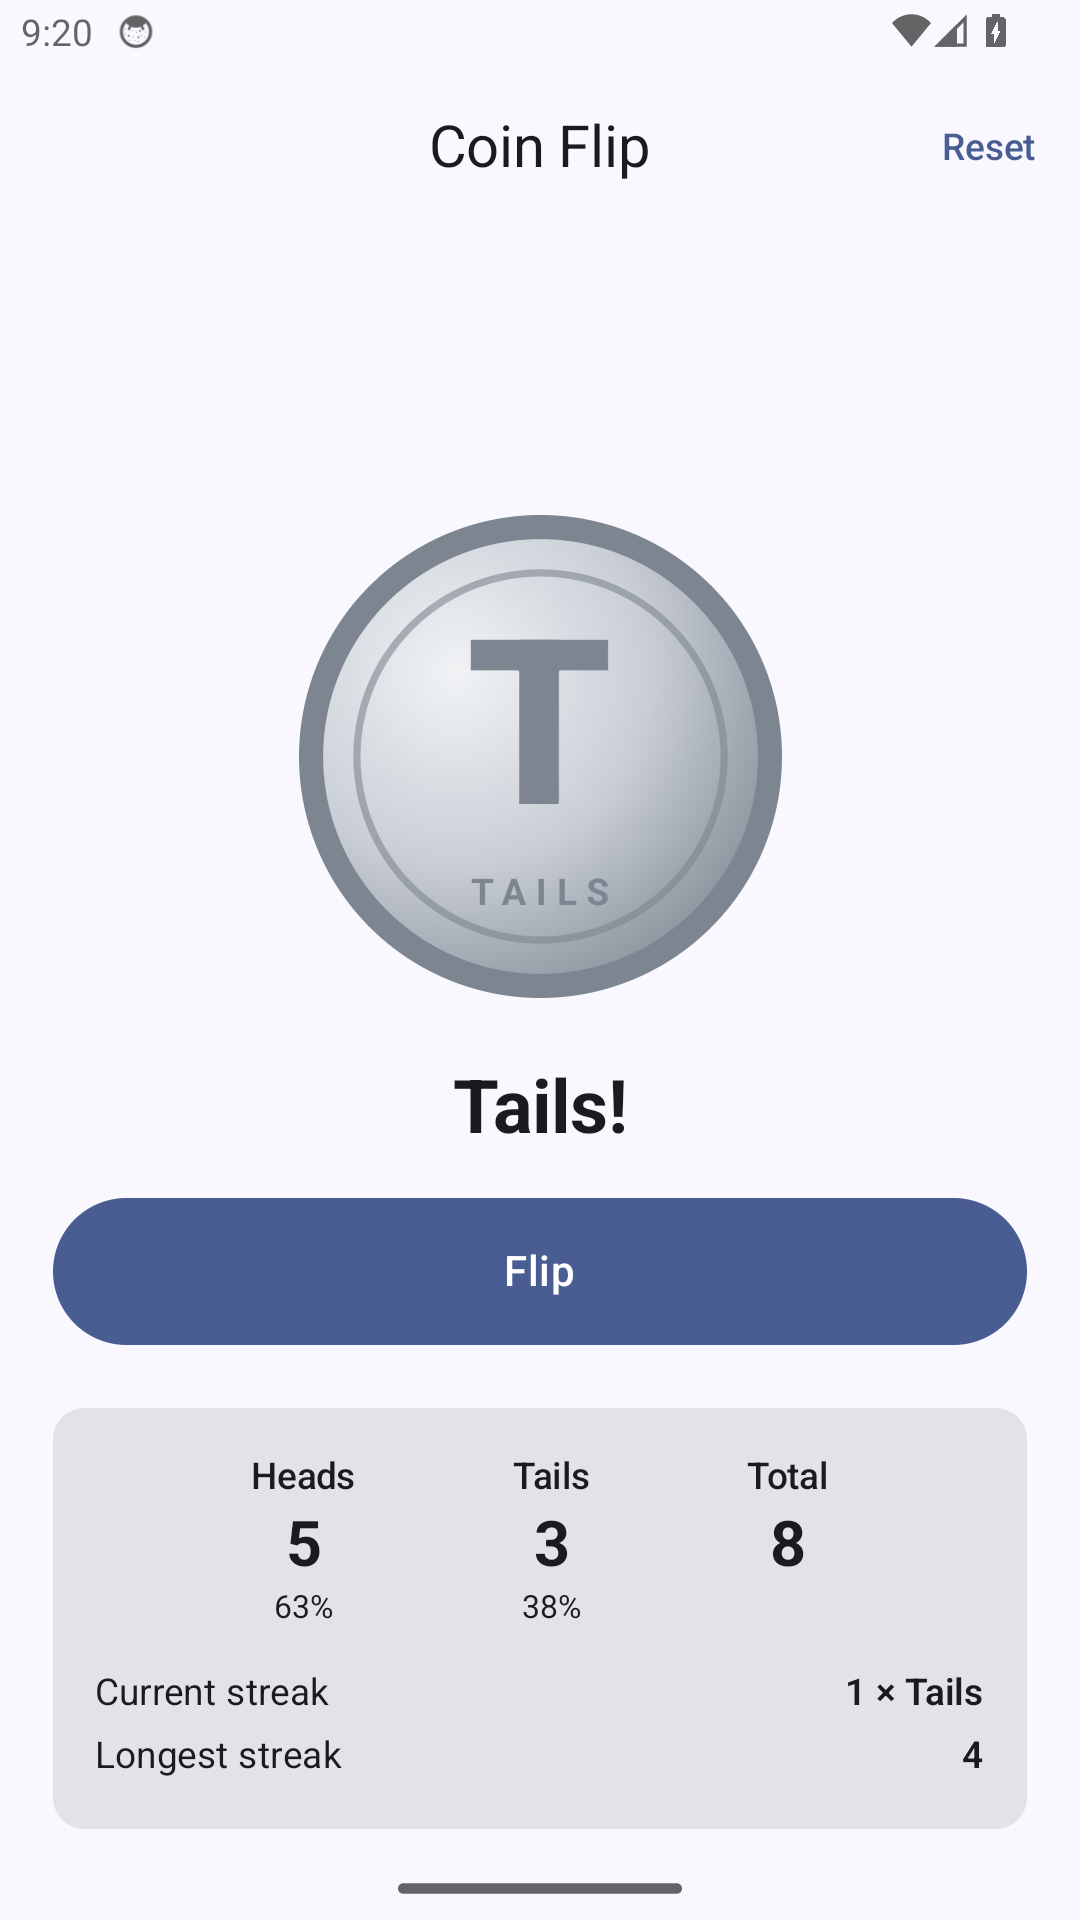 9:20
Coin Flip
Reset
T
TAILS
Tails!
Flip
Heads Tails Total
5 3 8
63% 38%
Current streak 1 × Tails
Longest streak 4